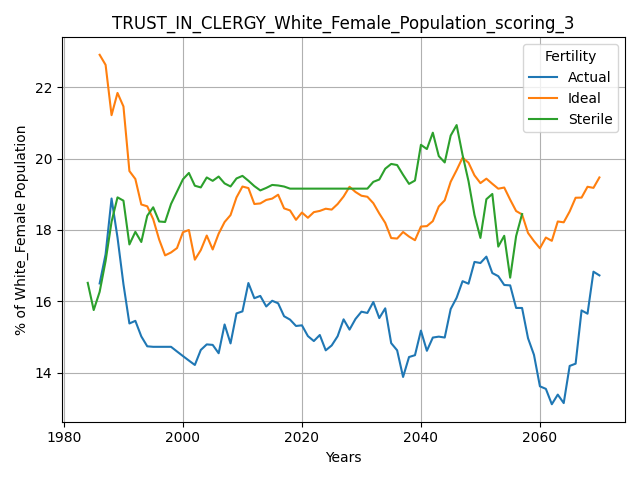 TRUST_IN_CLERGY_White_Female_Population_scoring_3
% of White_Female Population
22
20
18
16
14
Fertility
Actual
Ideal
Sterile
1980
2000
2020
2040
2060
Years